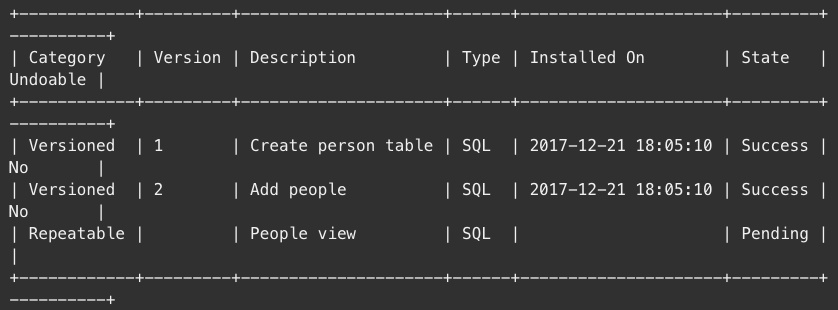 +------------+---------+---------------------+------+---------------------+---------+
----------+
| Category   | Version | Description         | Type | Installed On        | State   |
Undoable |
+------------+---------+---------------------+------+---------------------+---------+
----------+
| Versioned  | 1       | Create person table | SQL  | 2017-12-21 18:05:10 | Success |
No       |
| Versioned  | 2       | Add people          | SQL  | 2017-12-21 18:05:10 | Success |
No       |
| Repeatable |         | People view         | SQL  |                     | Pending |
|
+------------+---------+---------------------+------+---------------------+---------+
----------+